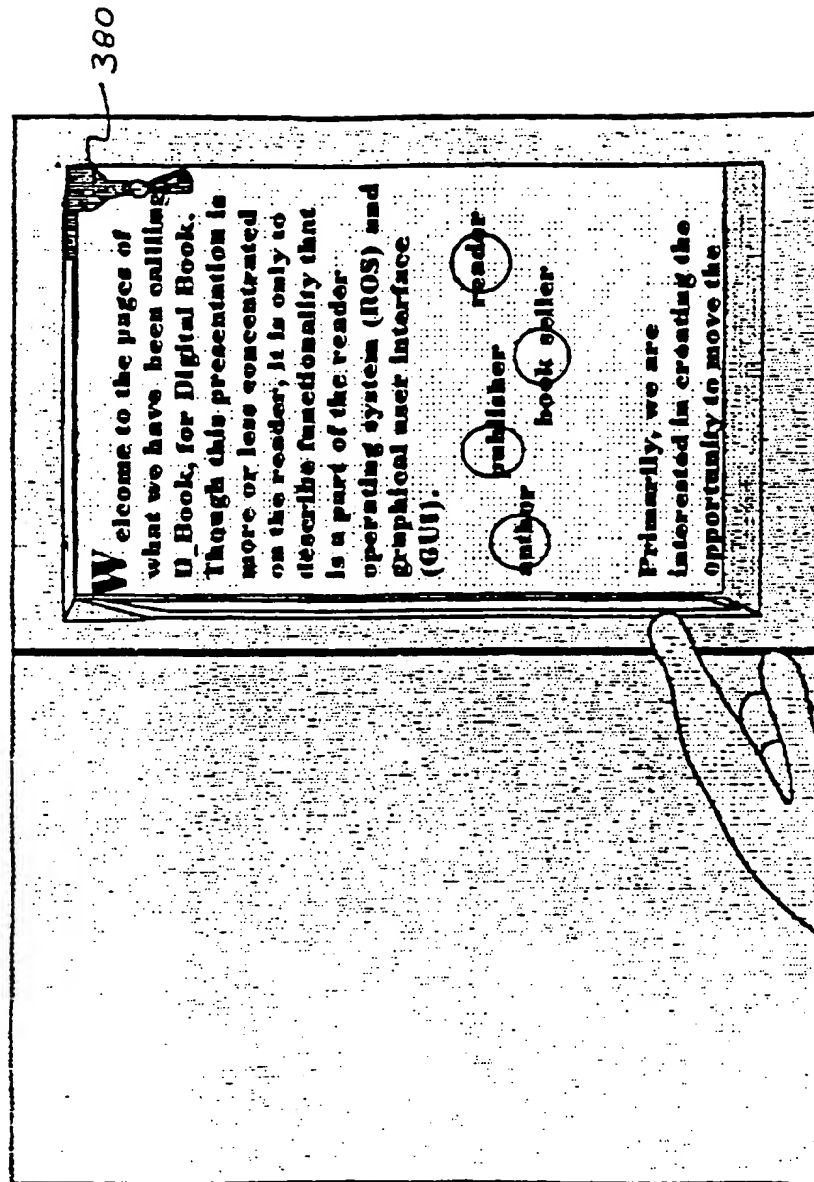 380
Welcome to the pages of
what we have been calling
D_Book, for Digital Book.
Though this presentation is
more or less concentrated
on the reader, it is only to
describe functionality that
is a part of the reader
operating system (ROS) and
graphical user interface
(GUI).
author
publisher
book seller
reader
Primarily, we are
interested in creating the
opportunity to move the